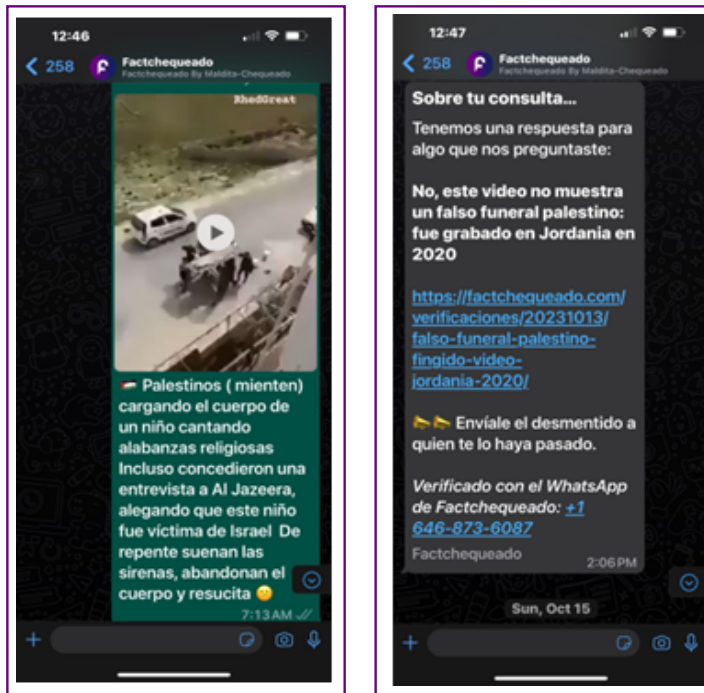 12:46
258
Factchequeado
Factchequeado By Maldita-Chequeado
RhedGreat
🇵🇸 Palestinos ( mienten)
cargando el cuerpo de
un niño cantando
alabanzas religiosas
Incluso concedieron una
entrevista a Al Jazeera,
alegando que este niño
fue víctima de Israel De
repente suenan las
sirenas, abandonan el
cuerpo y resucita 🤔
7:13 AM
12:47
258
Factchequeado
Factchequeado By Maldita-Chequeado
Sobre tu consulta...
Tenemos una respuesta para
algo que nos preguntaste:
No, este video no muestra
un falso funeral palestino:
fue grabado en Jordania en
2020
https://factchequeado.com/
verificaciones/20231013/
falso-funeral-palestino-
fingido-video-
jordania-2020/
📣📣 Envíale el desmentido a
quien te lo haya pasado.
Verificado con el WhatsApp
de Factchequeado: +1
646-873-6087
Factchequeado
2:06 PM
Sun, Oct 15